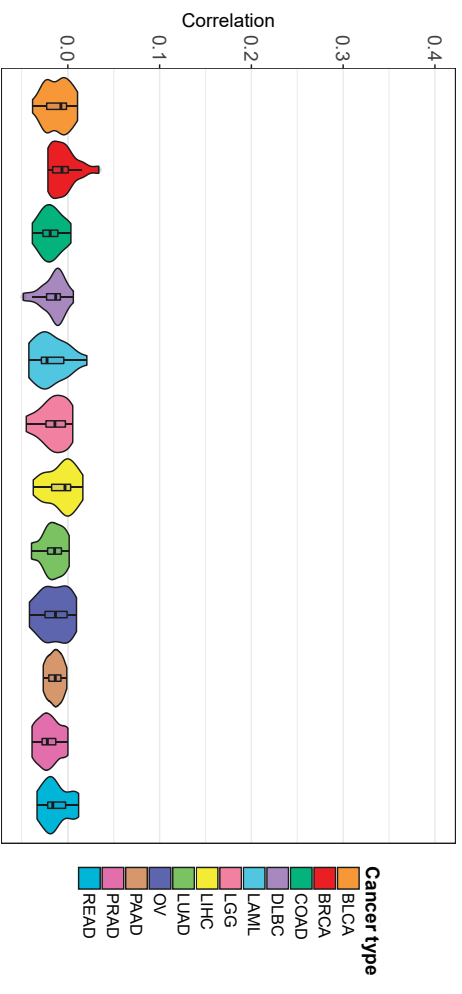 Correlation
0.0
0.1
0.2
0.3
0.4
Cancer type
BLCA
BRCA
COAD
DLBC
LAML
LGG
LIHC
LUAD
OV
PAAD
PRAD
READ